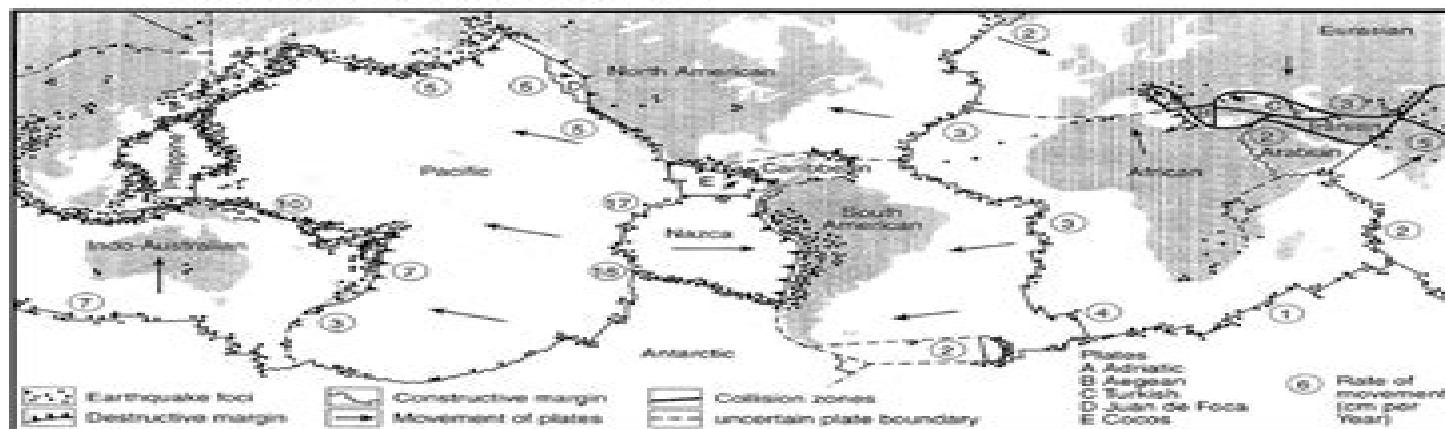 Eurasian
North American
Pacific
Philippine
Caribbean
African
Arabian
Nazca
South
American
Indo-Australian
Antarctic
Earthquake foci
Destructive margin
Constructive margin
Movement of plates
Collision zones
uncertain plate boundary
Plates
A Adriatic
B Aegean
C Turkish
D Juan de Foca
E Cocos
Rate of
movement
(cm per
Year)